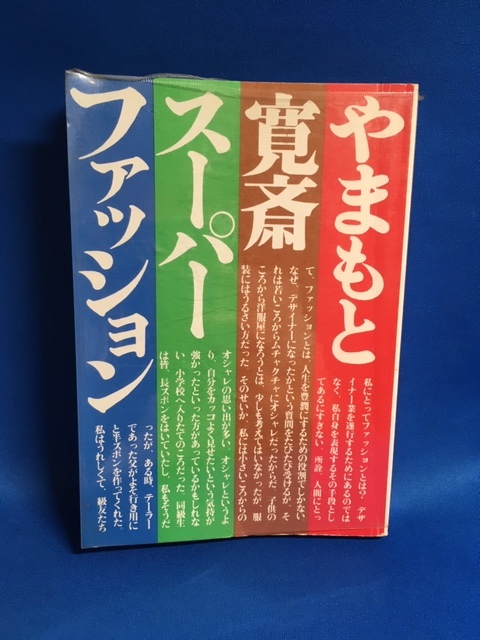 やまもと
寛斎
スーパー
ファッション
私にとってファッションとは？ デザ
イナー業を遂行するためにあるのでは
なく、私自身を表現するその手段とし
てあるにすぎない。所詮、人間にとっ
て、ファッションとは、人生を豊潤にするための役割でしかない
なぜ、デザイナーになったかという質問をたびたび受けるが、そ
れは若いころからムチャクチャにオシャレだったからだ。子供の
ころから洋服屋になろうとは、少しも考えてはいなかったが、服
装にはうるさい方だった。そのせいか、私には小さいころからの
オシャレの思い出が多い。オシャレというよ
り、自分をカッコよく見せたいという気持が
強かったといった方があっているかもしれな
い。小学校へ入りたてのころだった。同級生
は皆、長ズボンをはいていたし、私もそうだ
ったが、ある時、テーラー
であった父がよそ行き用に
と半ズボンを作ってくれた
私はうれしくて、級友たち